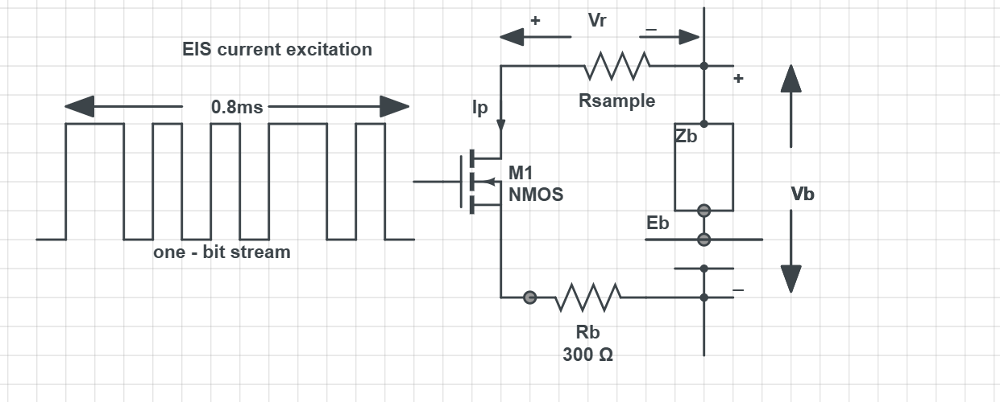 EIS current excitation
+ Vr –
0.8ms
Rsample
+
Ip
Zb
M1
NMOS
Vb
Eb
one - bit stream
–
Rb
300 Ω